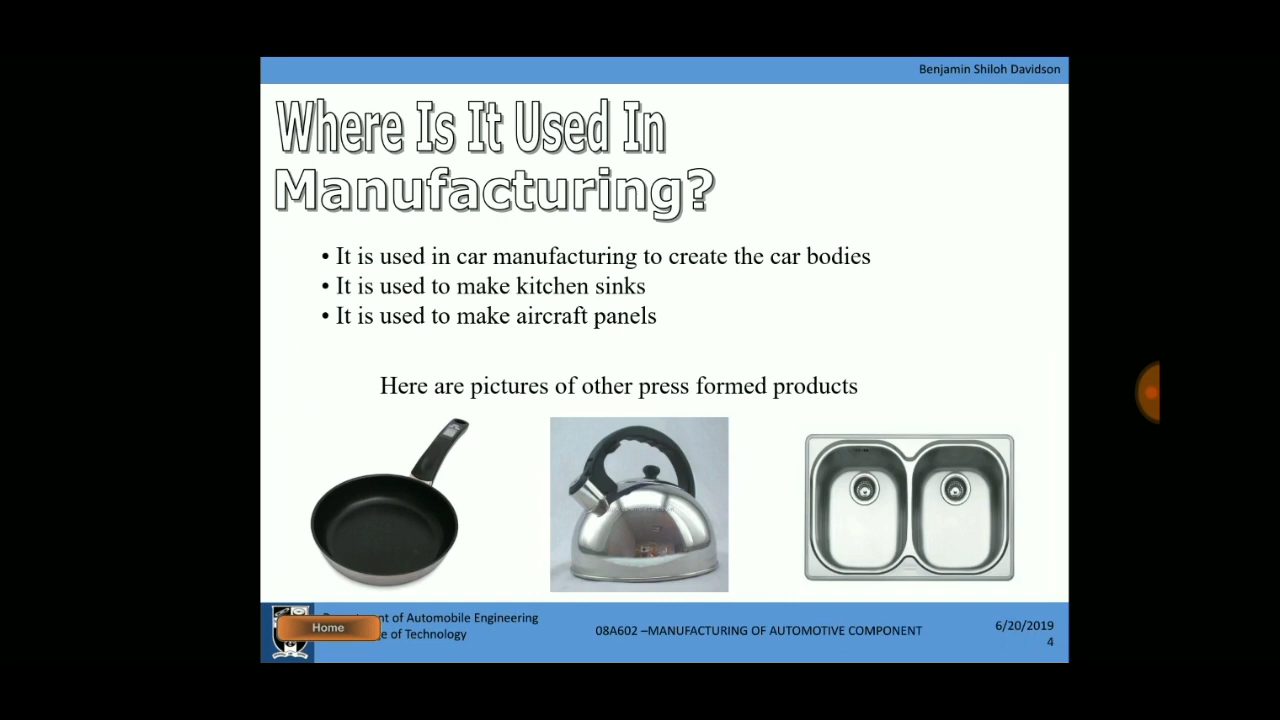 Benjamin Shiloh Davidson
Where Is It Used In
Manufacturing?
• It is used in car manufacturing to create the car bodies
• It is used to make kitchen sinks
• It is used to make aircraft panels
Here are pictures of other press formed products
of Automobile Engineering
of Technology
Home
08A602 –MANUFACTURING OF AUTOMOTIVE COMPONENT
6/20/2019
4